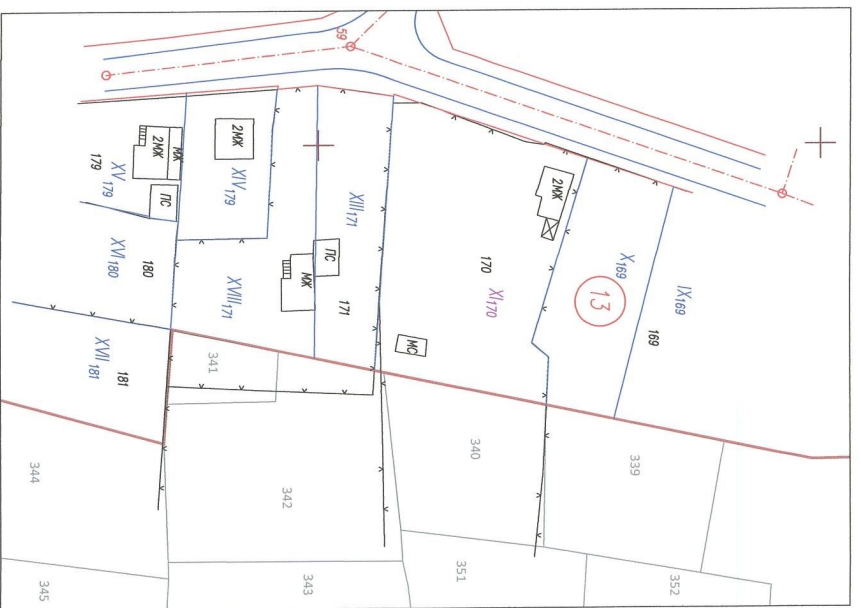 59
2МЖ
МЖ
2МЖ
XV 179
179
ПС
XIV 179
XIII 171
2МЖ
X 169
IX 169
13
169
170
XI 170
XVI 180
180
XVIII 171
ПС
МЖ
171
МС
XVII 181
181
341
340
339
344
342
345
343
351
352